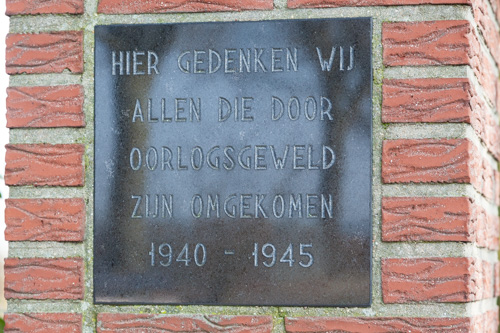 HIER GEDENKEN WIJ
ALLEN DIE DOOR
OORLOGSGEWELD
ZIJN OMGEKOMEN
1940 - 1945